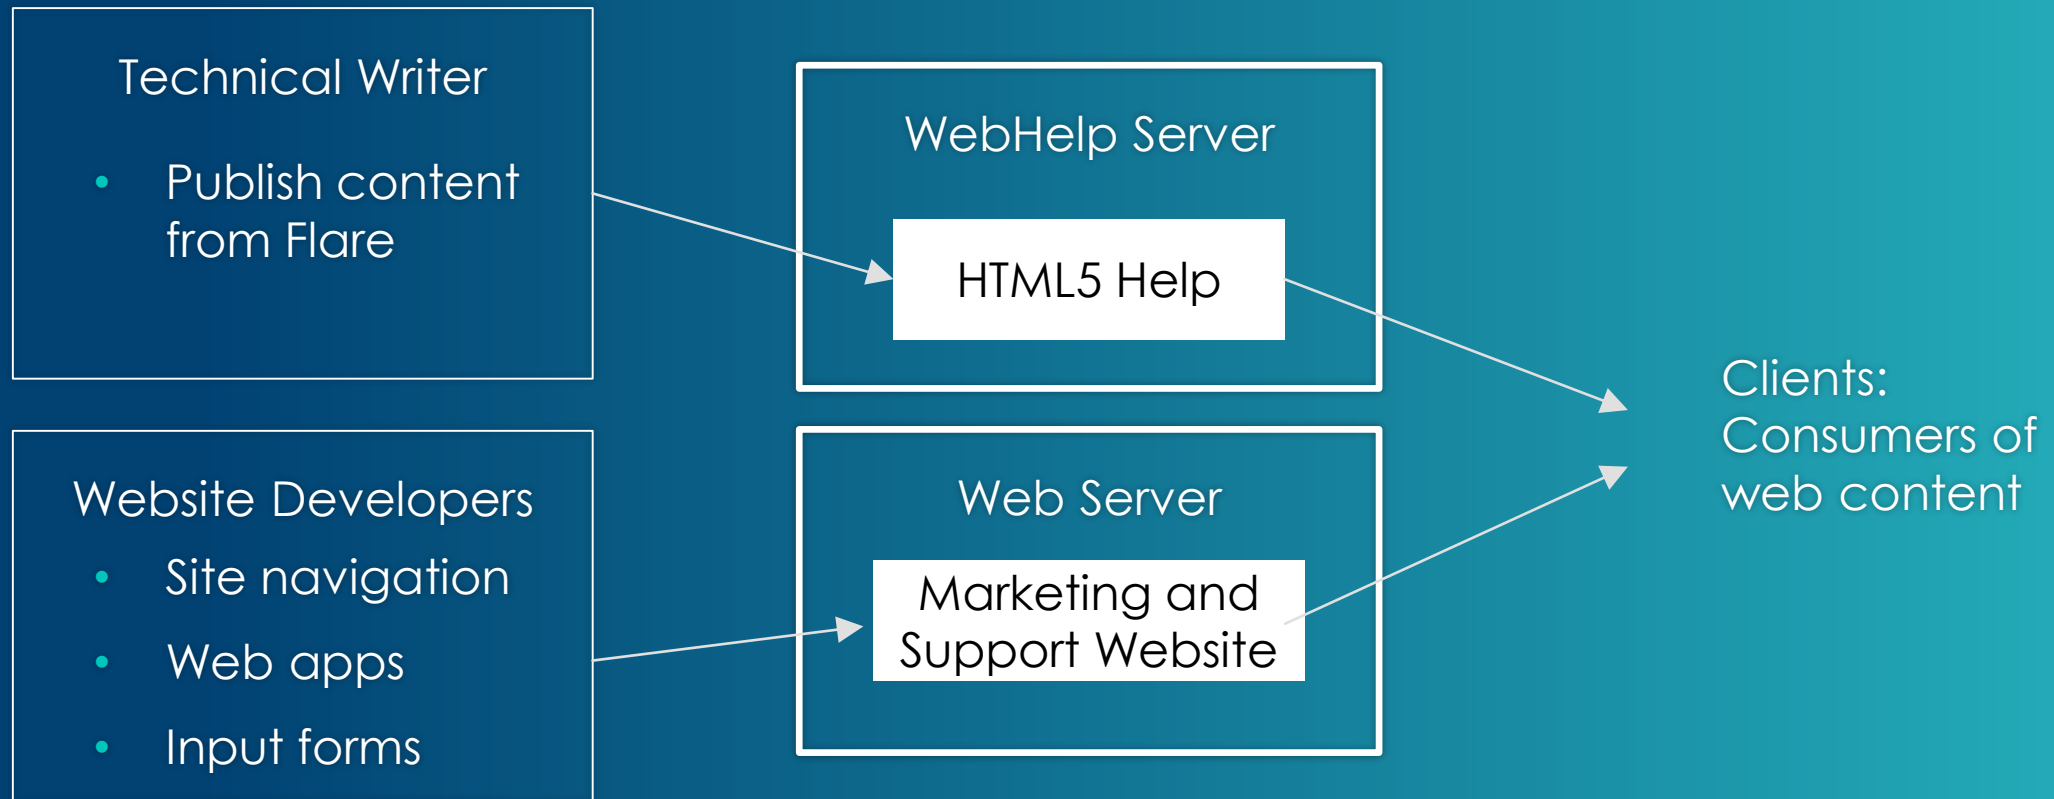 Technical Writer
• Publish content
from Flare
WebHelp Server
HTML5 Help
Website Developers
• Site navigation
• Web apps
• Input forms
Web Server
Marketing and
Support Website
Clients:
Consumers of
web content